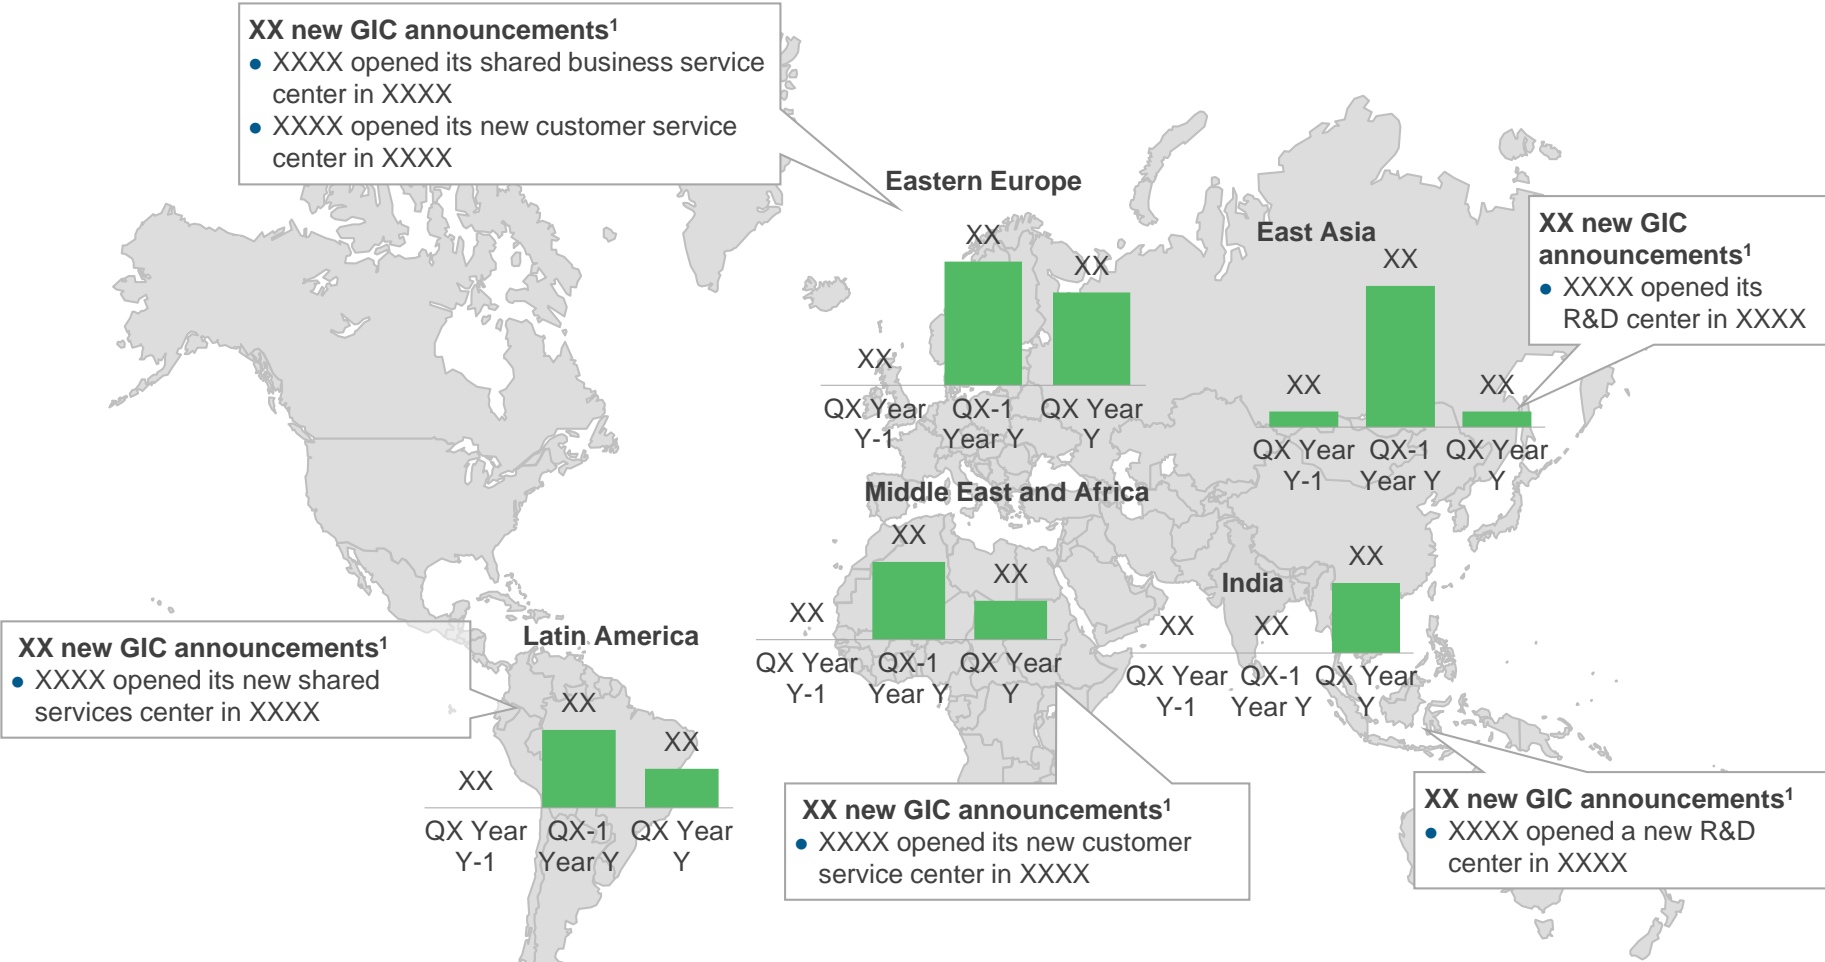 XX new GIC announcements¹
● XXXX opened its shared business service
center in XXXX
● XXXX opened its new customer service
center in XXXX
Eastern Europe
XX
XX
XX
QX Year QX-1 QX Year
Y-1 Year Y Y
East Asia
XX
XX
XX
QX Year QX-1 QX Year
Y-1 Year Y Y
XX new GIC
announcements¹
● XXXX opened its
R&D center in XXXX
Middle East and Africa
XX
XX
XX
QX Year QX-1 QX Year
Y-1 Year Y Y
India
XX
XX XX
QX Year QX-1 QX Year
Y-1 Year Y Y
XX new GIC announcements¹
● XXXX opened its new shared
services center in XXXX
Latin America
XX
XX
XX
QX Year QX-1 QX Year
Y-1 Year Y Y
XX new GIC announcements¹
● XXXX opened its new customer
service center in XXXX
XX new GIC announcements¹
● XXXX opened a new R&D
center in XXXX